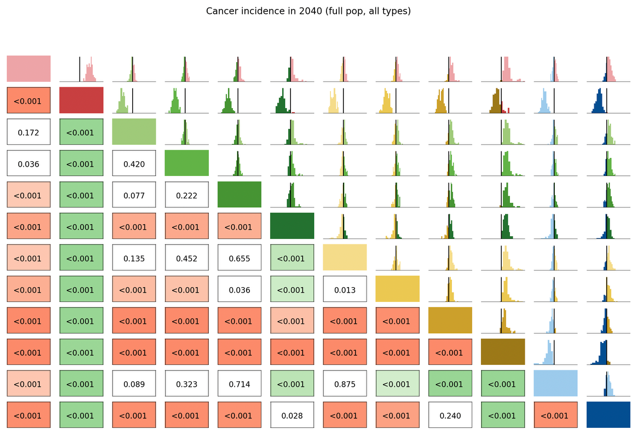 Cancer incidence in 2040 (full pop, all types)
<0.001
0.172 <0.001
0.036 <0.001 0.420
<0.001 <0.001 0.077 0.222
<0.001 <0.001 <0.001 <0.001 <0.001
<0.001 <0.001 0.135 0.452 0.655 <0.001
<0.001 <0.001 <0.001 <0.001 0.036 <0.001 0.013
<0.001 <0.001 <0.001 <0.001 <0.001 <0.001 <0.001 <0.001
<0.001 <0.001 <0.001 <0.001 <0.001 <0.001 <0.001 <0.001 <0.001
<0.001 <0.001 0.089 0.323 0.714 <0.001 0.875 <0.001 <0.001 <0.001
<0.001 <0.001 <0.001 <0.001 <0.001 0.028 <0.001 <0.001 0.240 <0.001 <0.001